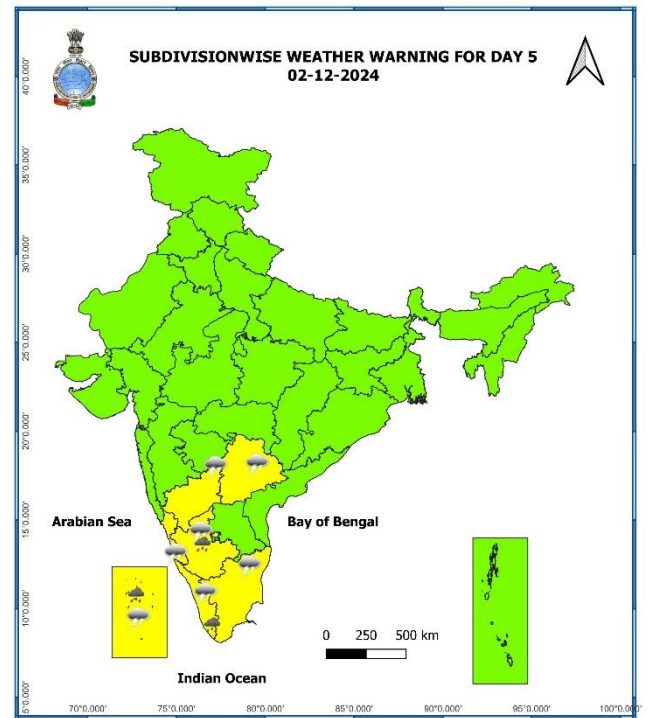 SUBDIVISIONWISE WEATHER WARNING FOR DAY 5
02-12-2024
40°0.000'
35°0.000'
30°0.000'
25°0.000'
20°0.000'
15°0.000'
10°0.000'
5°0.000'
Arabian Sea
Bay of Bengal
0 250 500 km
Indian Ocean
70°0.000' 75°0.000' 80°0.000' 85°0.000' 90°0.000' 95°0.000' 100°0.000'